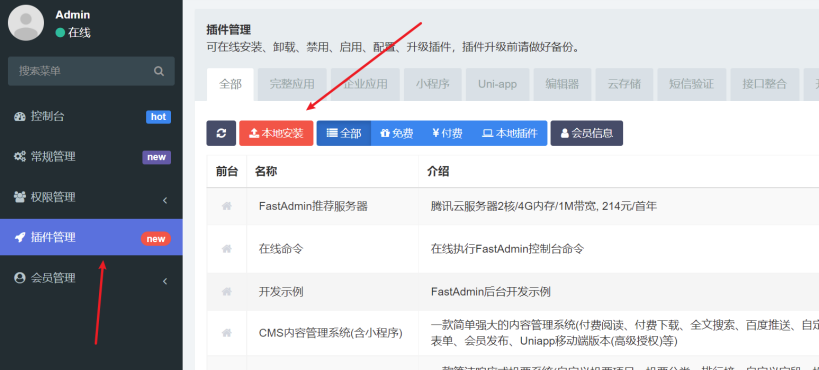 Admin
在线
搜索菜单
控制台 hot
常规管理 new
权限管理
插件管理 new
会员管理
插件管理
可在线安装、卸载、禁用、启用、配置、升级插件，插件升级前请做好备份。
全部 完整应用 企业应用 小程序 Uni-app 编辑器 云存储 短信验证 接口整合
本地安装 全部 免费 ¥付费 本地插件 会员信息
前台 名称 介绍
FastAdmin推荐服务器 腾讯云服务器2核/4G内存/1M带宽, 214元/首年
在线命令 在线执行FastAdmin控制台命令
开发示例 FastAdmin后台开发示例
CMS内容管理系统(含小程序) 一款简单强大的内容管理系统(付费阅读、付费下载、全文搜索、百度推送、自定
表单、会员发布、Uniapp移动端版本(高级授权)等)